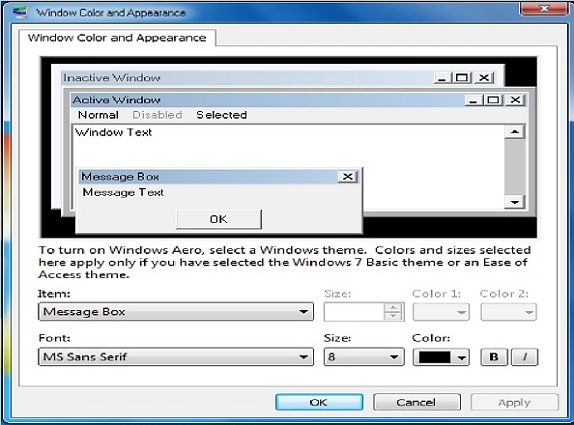 Window Color and Appearance
Window Color and Appearance
Inactive Window
Active Window
Normal Disabled Selected
Window Text
Message Box
Message Text
OK
To turn on Windows Aero, select a Windows theme. Colors and sizes selected
here apply only if you have selected the Windows 7 Basic theme or an Ease of
Access theme.
Item: Size: Color 1: Color 2:
Message Box
Font: Size: Color:
MS Sans Serif 8 B I
OK Cancel Apply